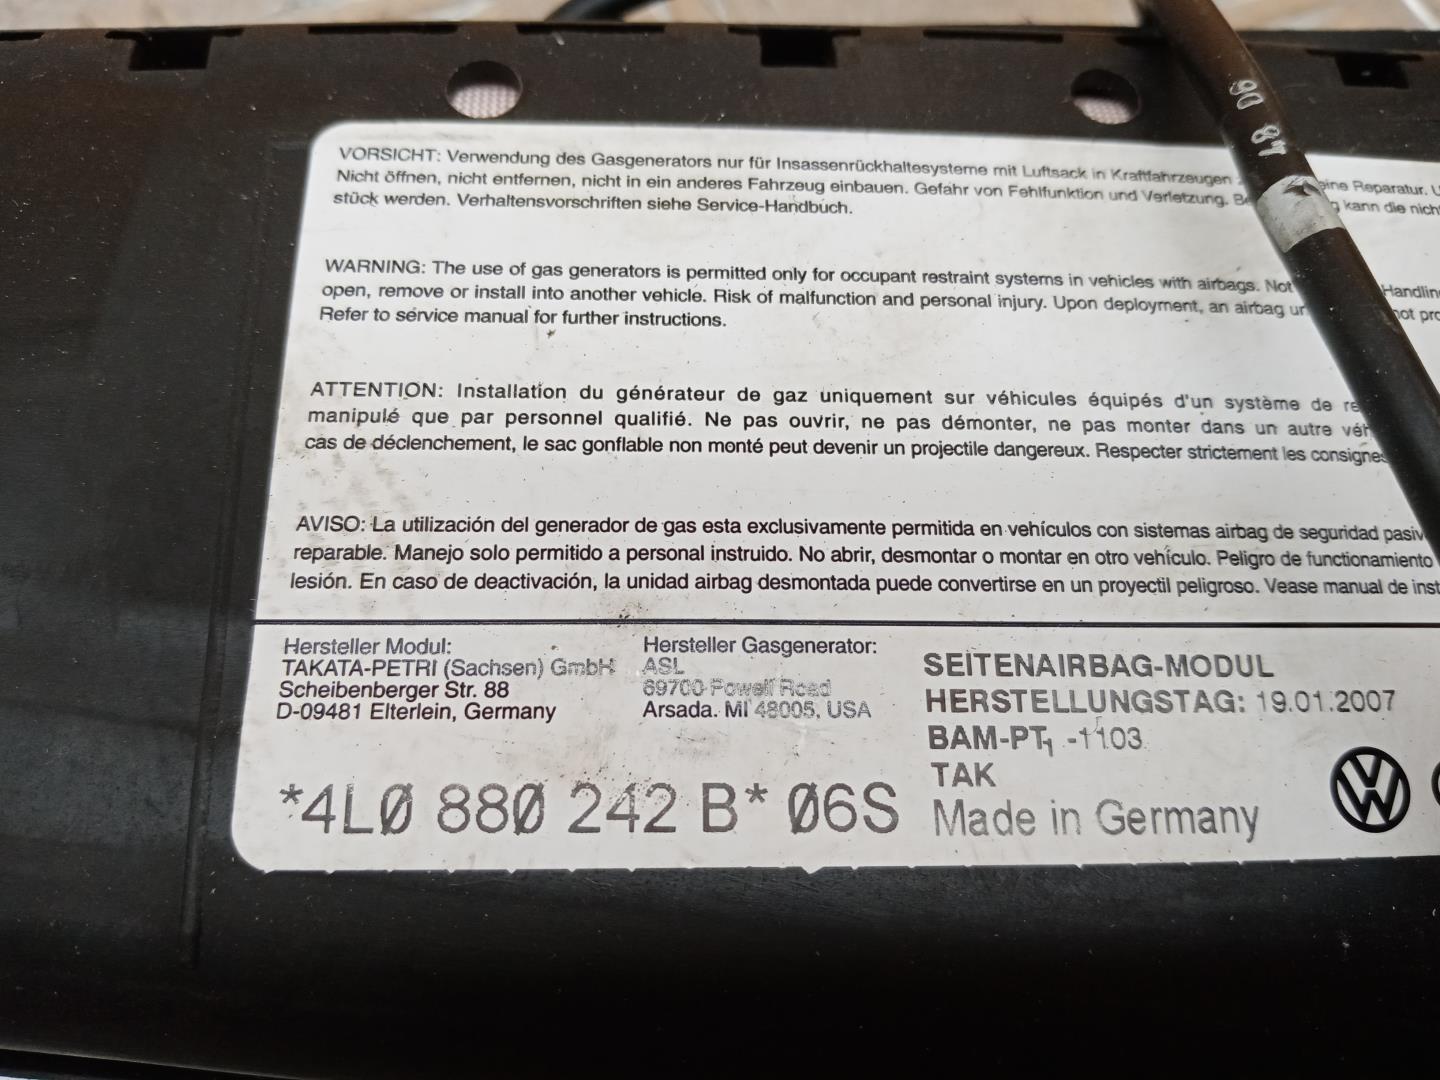 90 80
48
VORSICHT: Verwendung des Gasgenerators nur für Insassenrückhaltesysteme mit Luftsack in Kraftfahrzeugen eine Reparatur.
Nicht öffnen, nicht entfernen, nicht in ein anderes Fahrzeug einbauen. Gefahr von Fehlfunktion und Verletzung. kann die
stück werden. Verhaltensvorschriften siehe Service-Handbuch.
WARNING: The use of gas generators is permitted only for occupant restraint systems in vehicles with airbags. Not Handling
open, remove or install into another vehicle. Risk of malfunction and personal injury. Upon deployment, an airbag
Refer to service manual for further instructions.
ATTENTION: Installation du générateur de gaz uniquement sur véhicules équipés d'un système de
manipulé que par personnel qualifié. Ne pas ouvrir, ne pas démonter, ne pas monter dans un autre
cas de déclenchement, le sac gonflable non monté peut devenir un projectile dangereux. Respecter strictement les
AVISO: La utilización del generador de gas esta exclusivamente permitida en vehículos con sistemas airbag de seguridad
reparable. Manejo solo permitido a personal instruido. No abrir, desmontar o montar en otro vehículo. Peligro de funcionamiento
lesión. En caso de deactivación, la unidad airbag desmontada puede convertirse en un proyectil peligroso. Vease manual de
Hersteller Modul:
TAKATA-PETRI (Sachsen) GmbH
Scheibenberger Str. 88
D-09481 Elterlein, Germany
Hersteller Gasgenerator:
ASL
69700 Powell Road
Arsada. MI 48005, USA
*4L0 880 242 B* 06S
SEITENAIRBAG-MODUL
HERSTELLUNGSTAG: 19.01.2007
BAM-PT1 -1103
TAK
Made in Germany